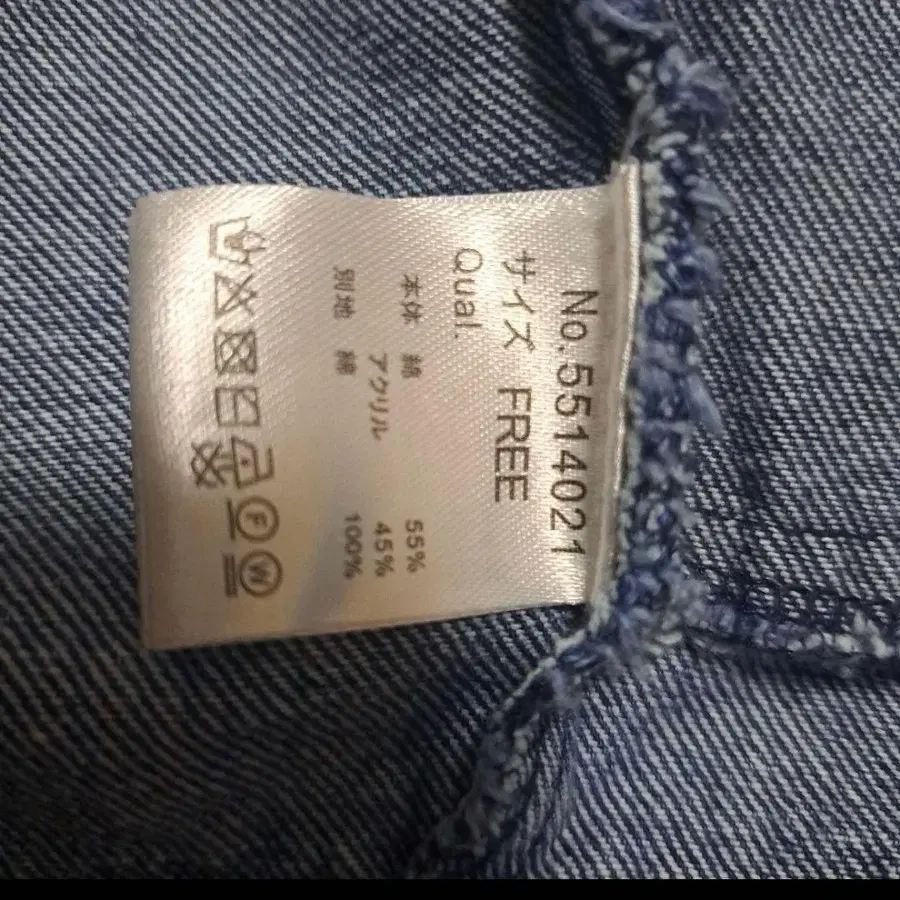 No.5514021
サイズ FREE
Qual.
本体 綿 55%
アクリル 45%
別地 綿 100%
F W